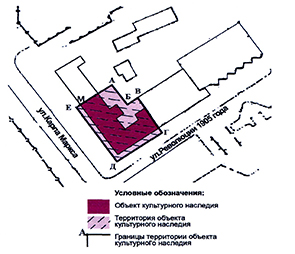 А
М
Б
В
Е
Г
Д
ул.Карла Маркса
ул.Революции 1905 года
Условные обозначения:
Объект культурного наследия
Территория объекта
культурного наследия
А
Границы территории объекта
культурного наследия